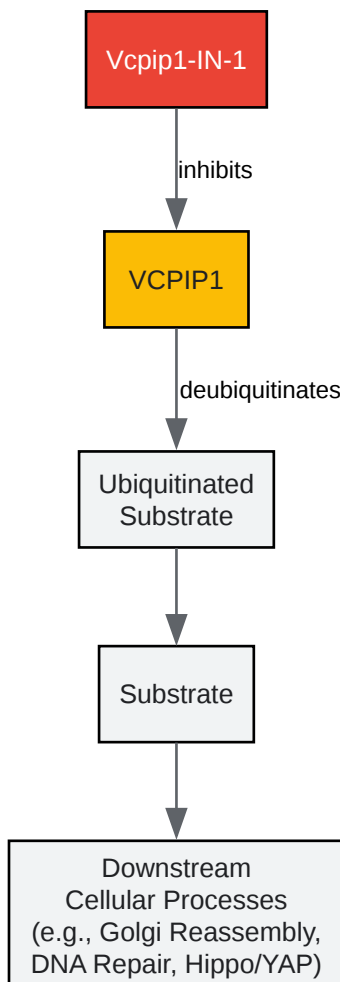 Vcpip1-IN-1
inhibits
VCPIP1
deubiquitinates
Ubiquitinated
Substrate
Substrate
Downstream
Cellular Processes
(e.g., Golgi Reassembly,
DNA Repair, Hippo/YAP)